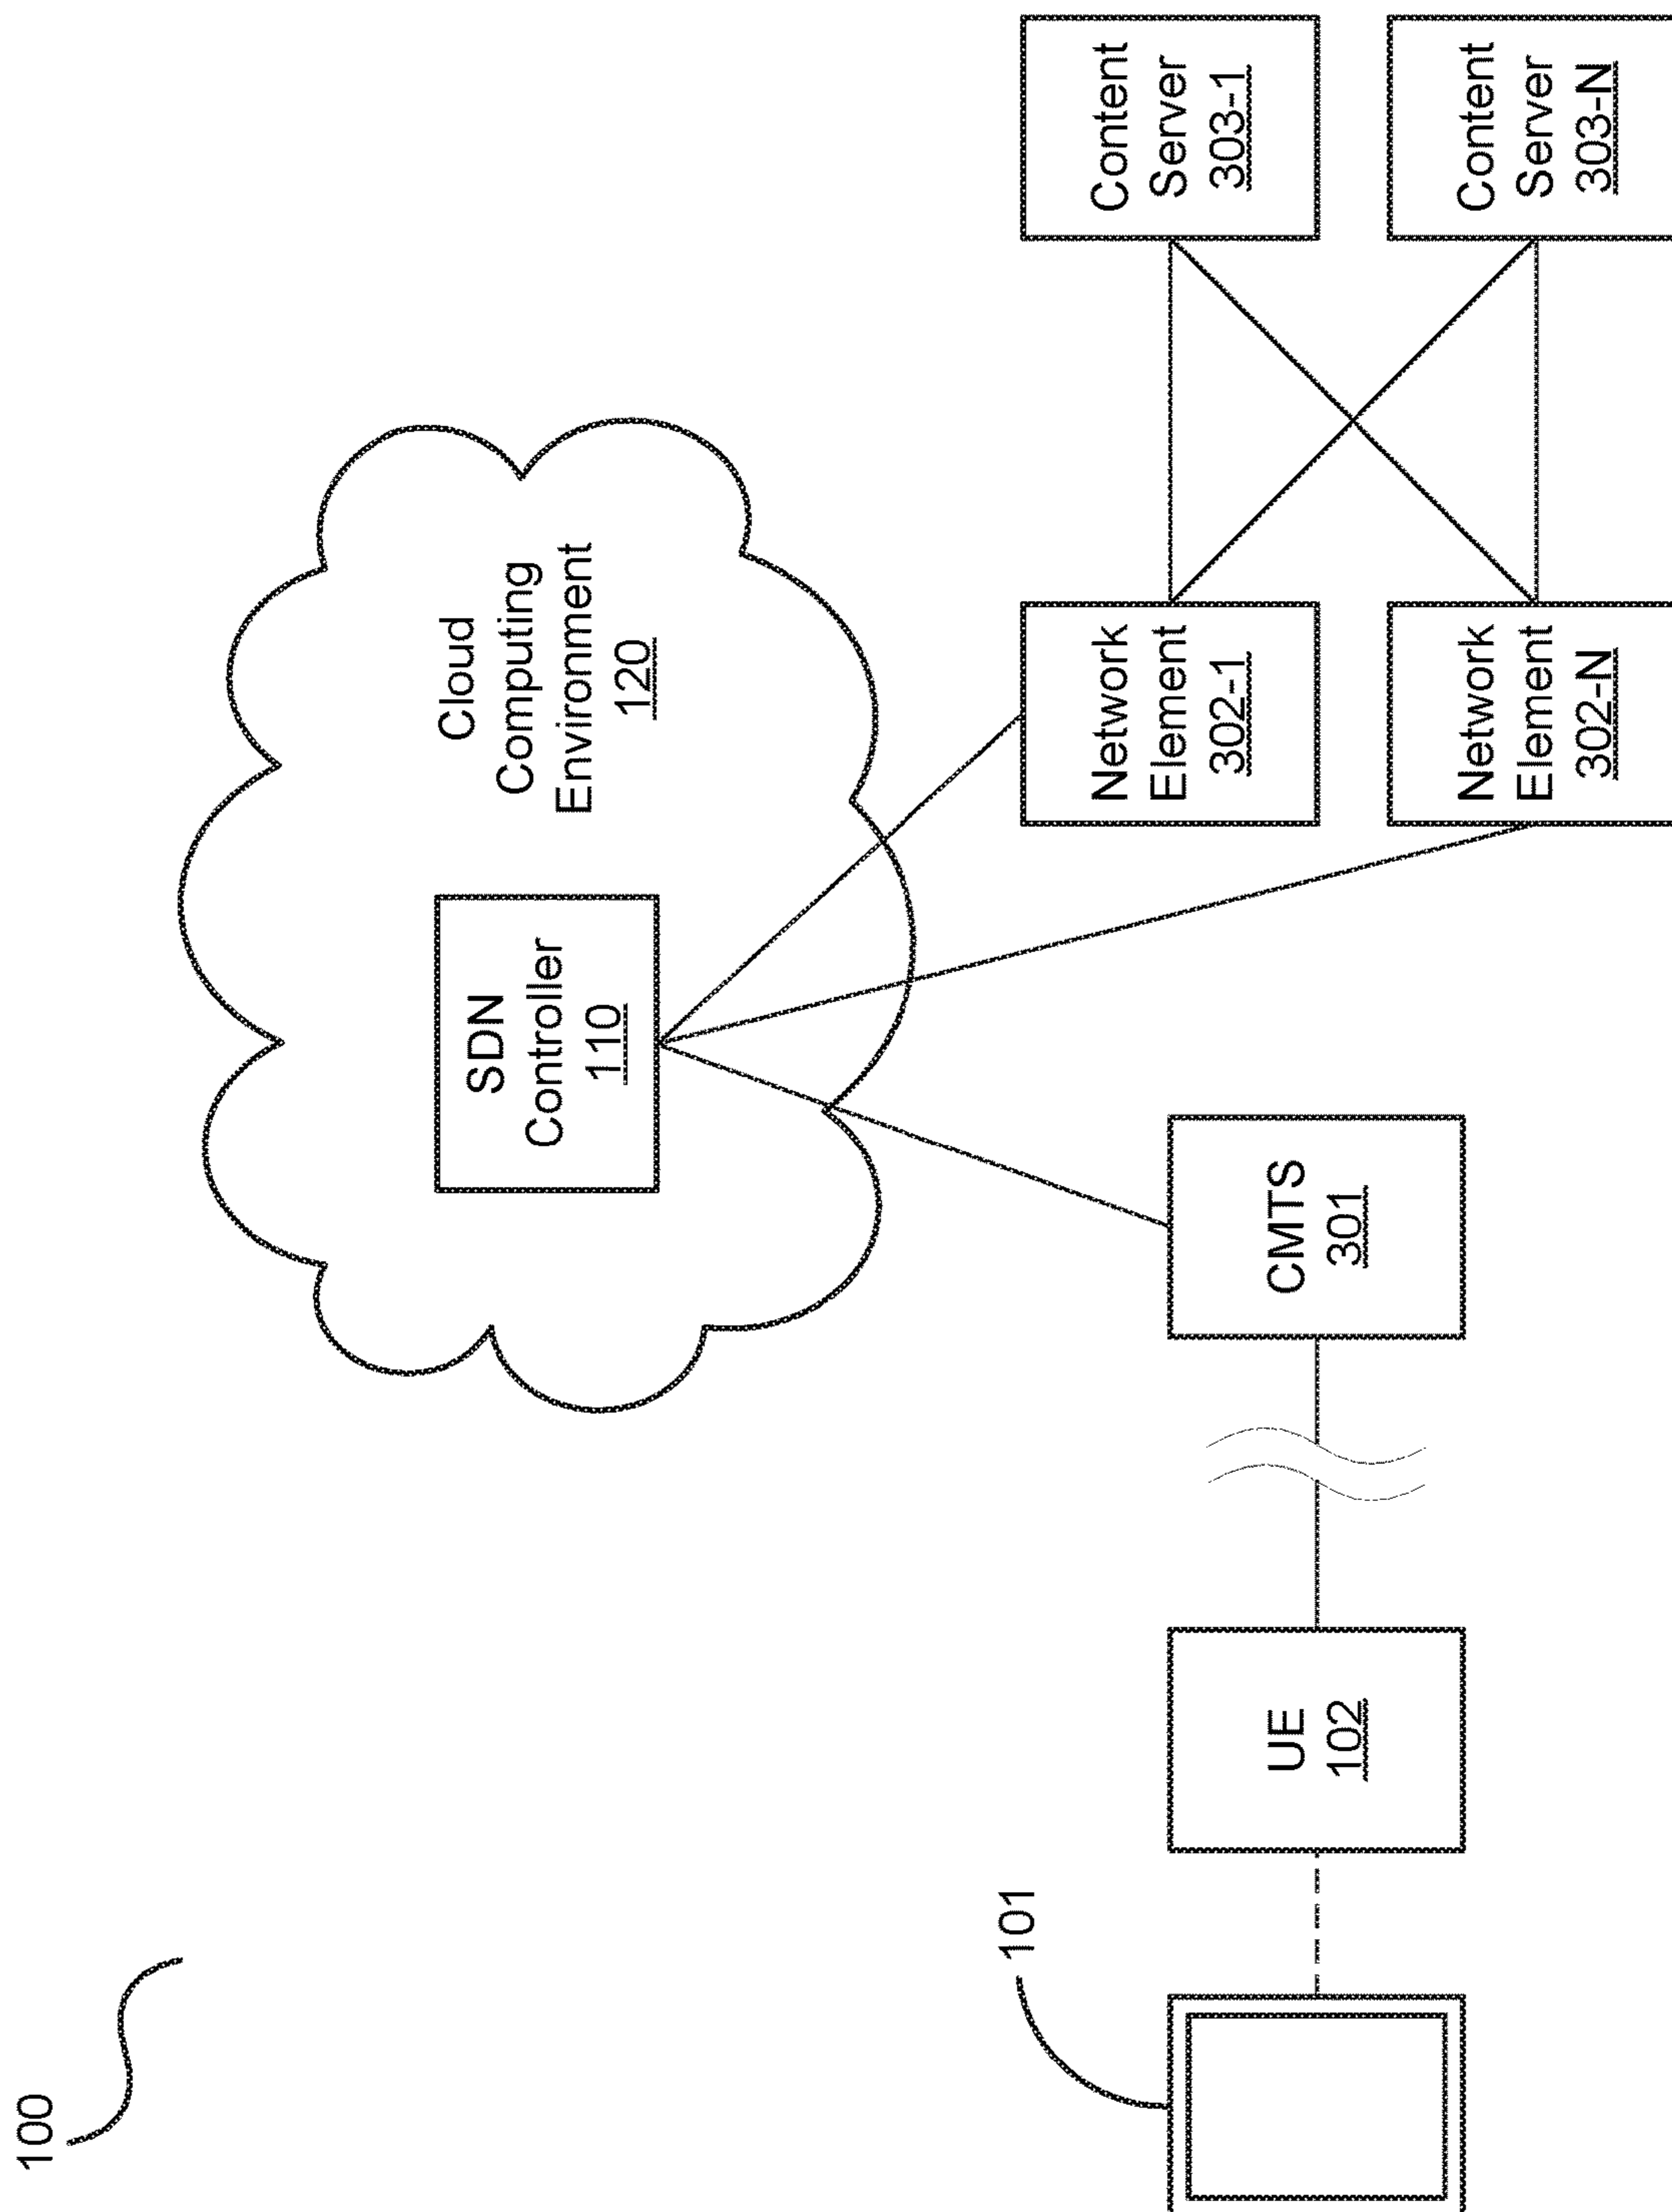 100
Cloud
Computing
Environment
120
SDN
Controller
110
101
UE
102
CMTS
301
Network
Element
302-1
Content
Server
303-1
Network
Element
302-N
Content
Server
303-N